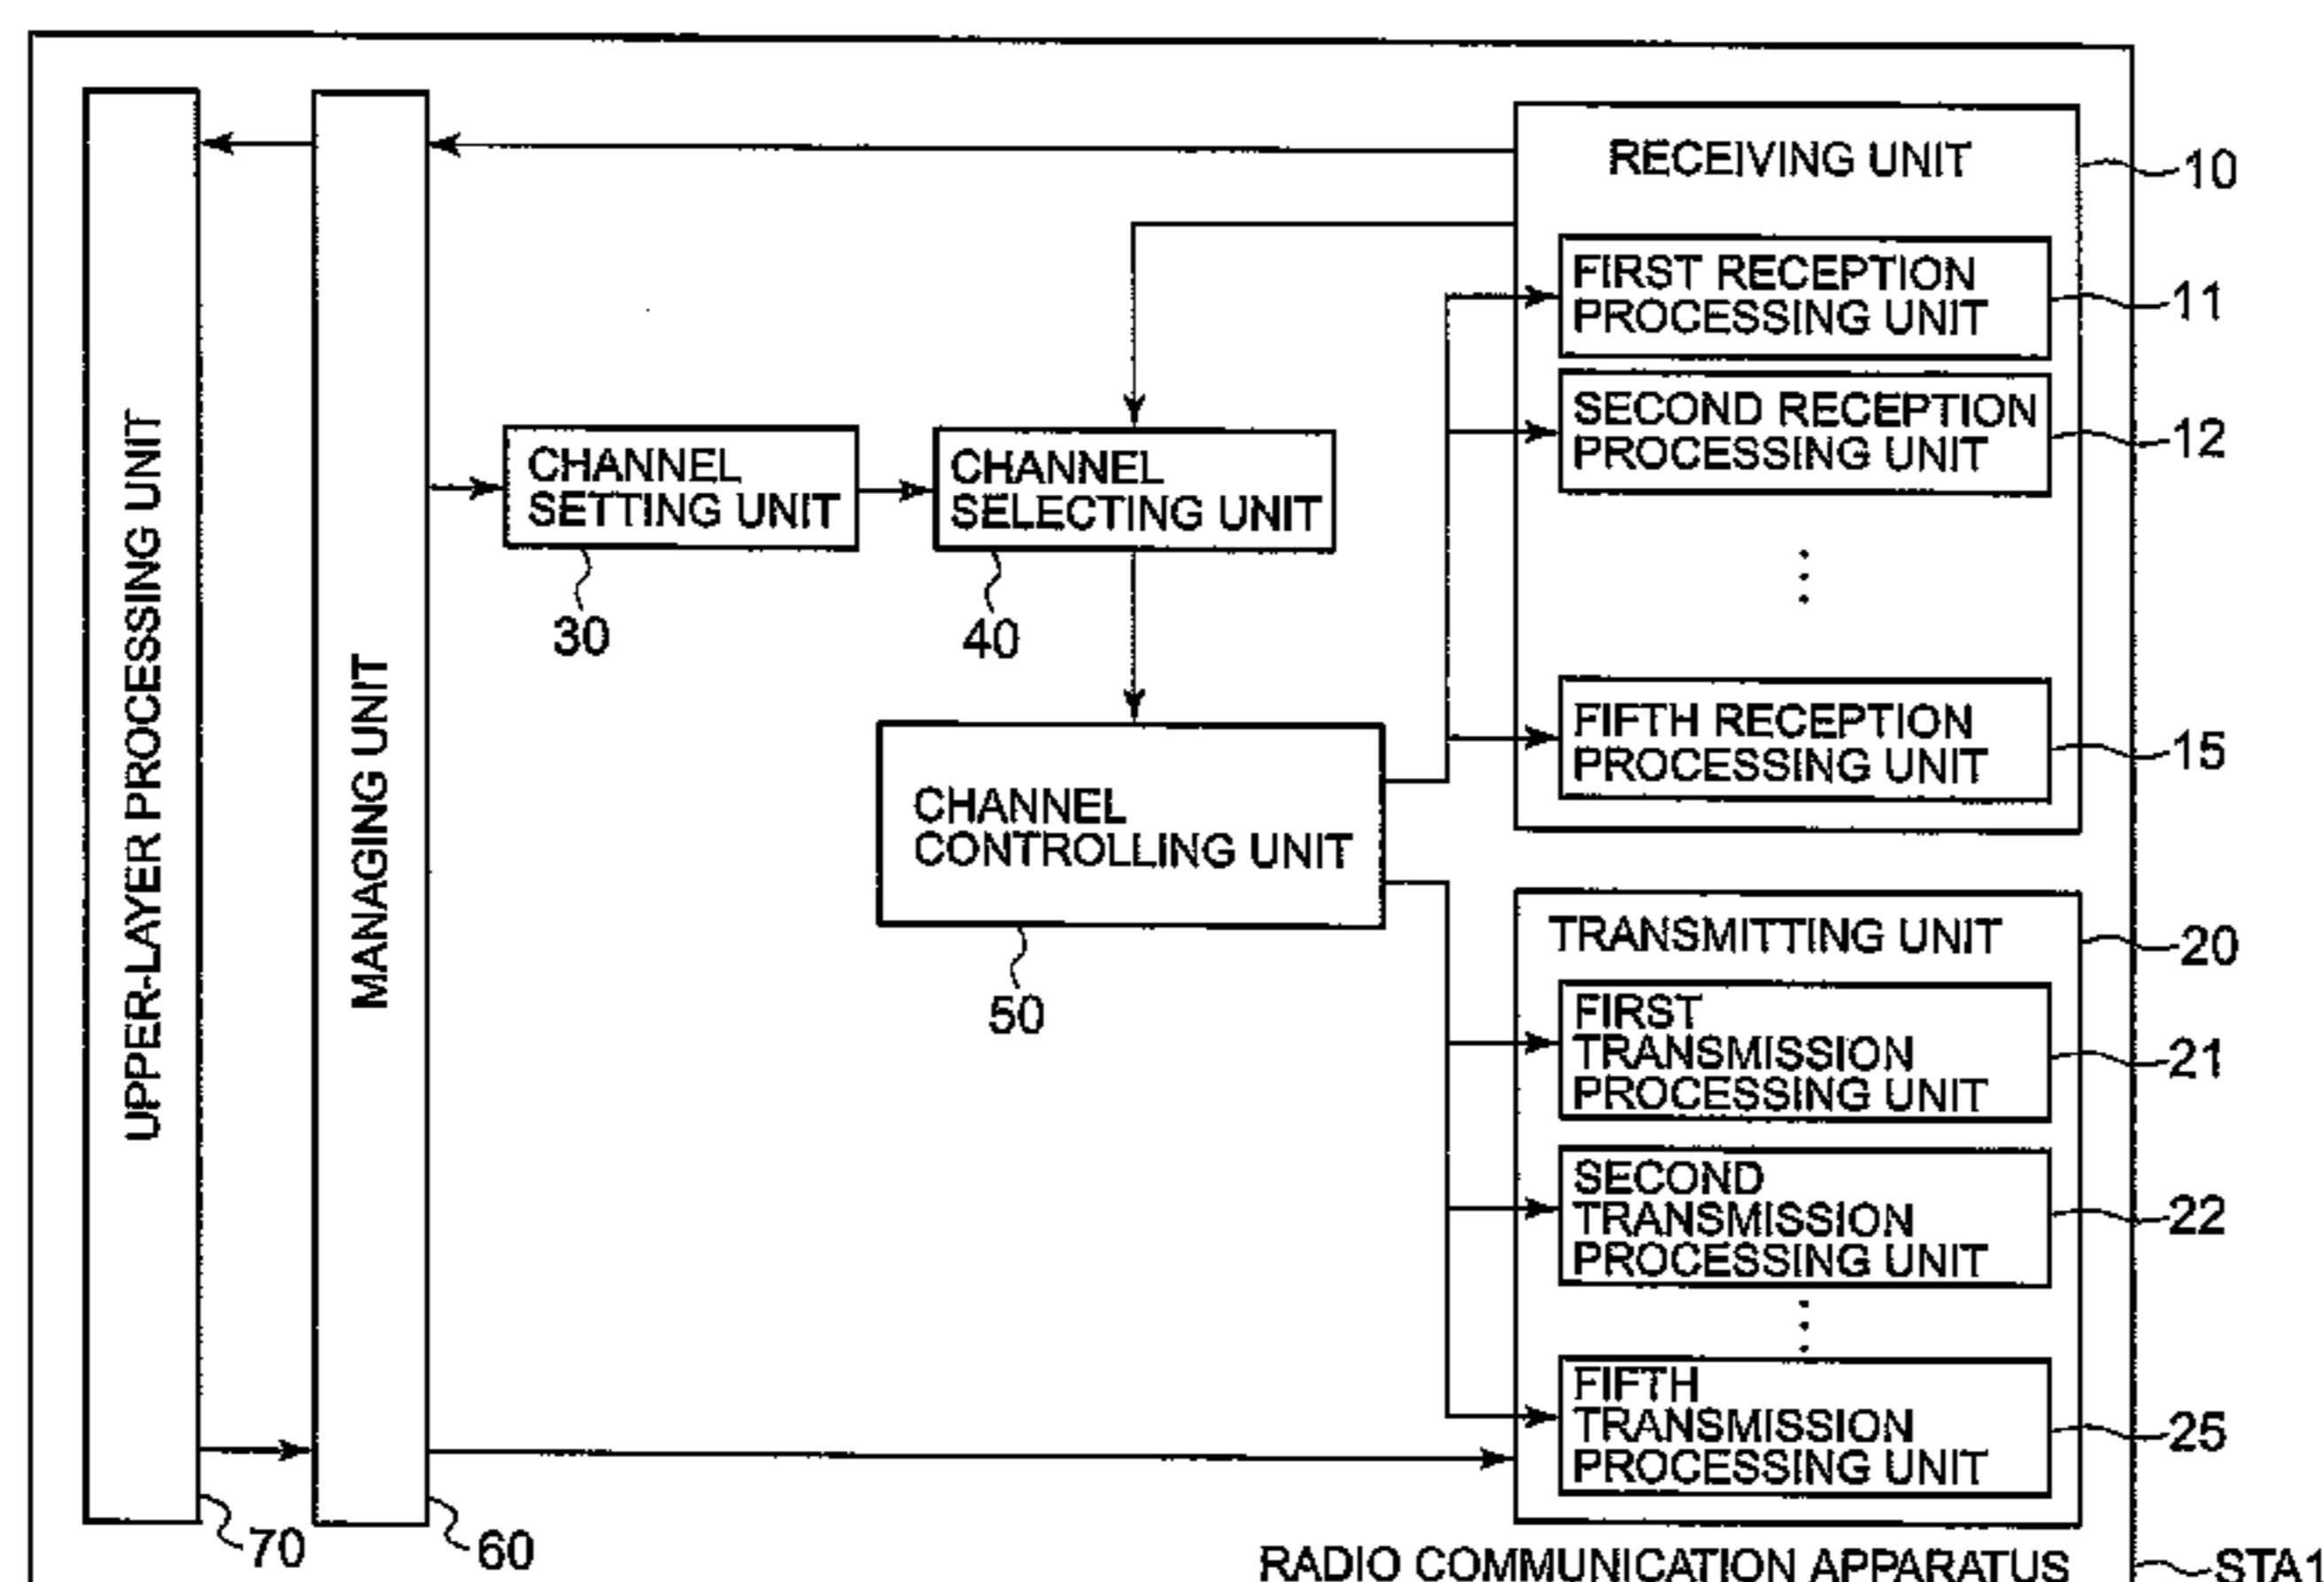 UPPER-LAYER PROCESSING UNIT
70
MANAGING UNIT
60
CHANNEL
SETTING UNIT
30
CHANNEL
SELECTING UNIT
40
CHANNEL
CONTROLLING UNIT
50
RECEIVING UNIT
10
FIRST RECEPTION
PROCESSING UNIT
11
SECOND RECEPTION
PROCESSING UNIT
12
FIFTH RECEPTION
PROCESSING UNIT
15
TRANSMITTING UNIT
20
FIRST
TRANSMISSION
PROCESSING UNIT
21
SECOND
TRANSMISSION
PROCESSING UNIT
22
FIFTH
TRANSMISSION
PROCESSING UNIT
25
RADIO COMMUNICATION APPARATUS
STA1